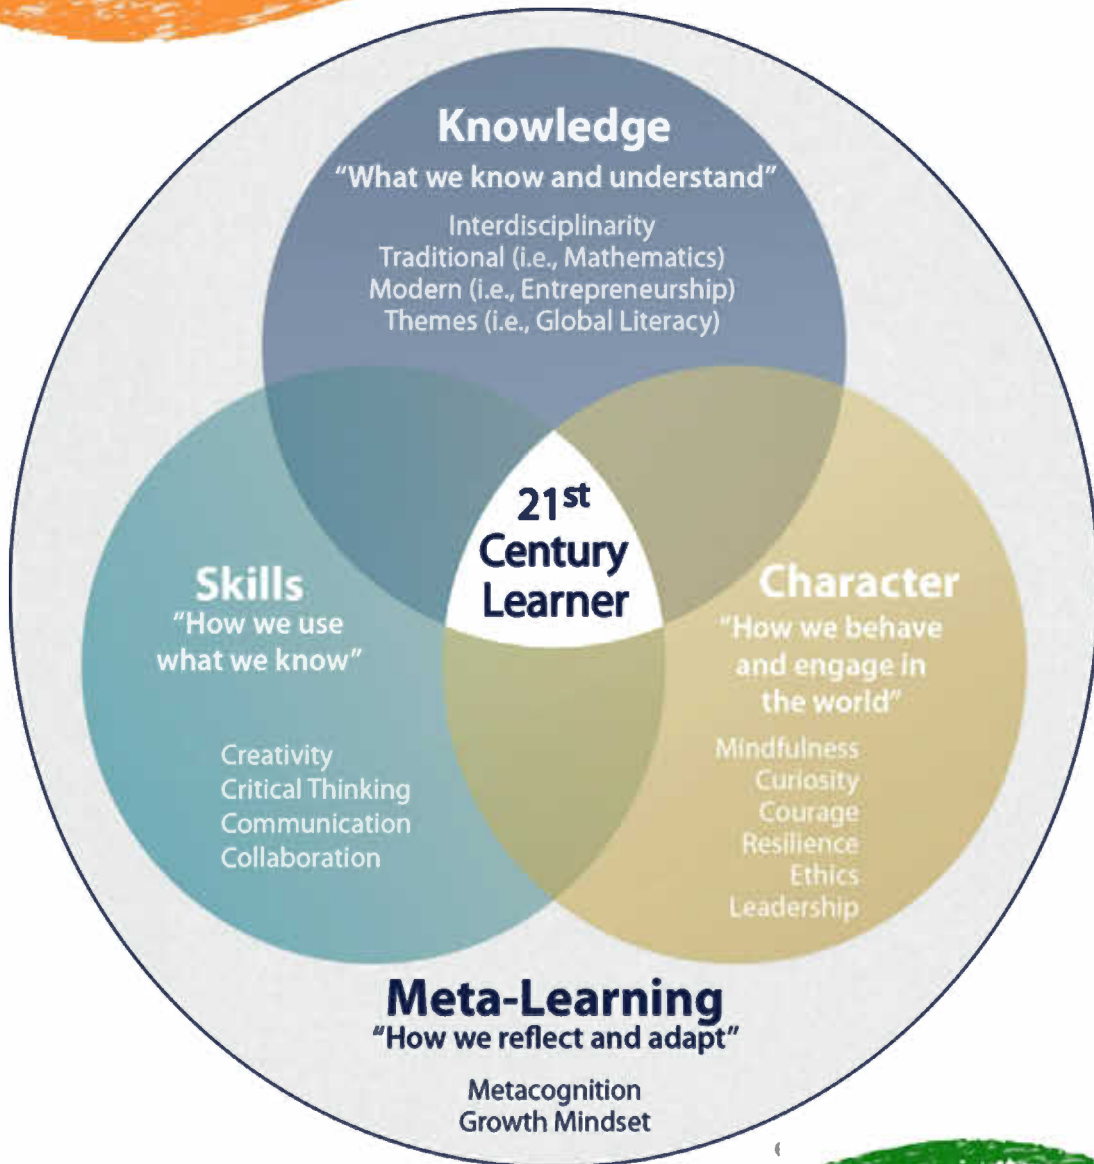 Knowledge
“What we know and understand”
Interdisciplinarity
Traditional (i.e., Mathematics)
Modern (i.e., Entrepreneurship)
Themes (i.e., Global Literacy)
21st
Century
Learner
Skills
“How we use
what we know”
Creativity
Critical Thinking
Communication
Collaboration
Character
“How we behave
and engage in
the world”
Mindfulness
Curiosity
Courage
Resilience
Ethics
Leadership
Meta-Learning
“How we reflect and adapt”
Metacognition
Growth Mindset